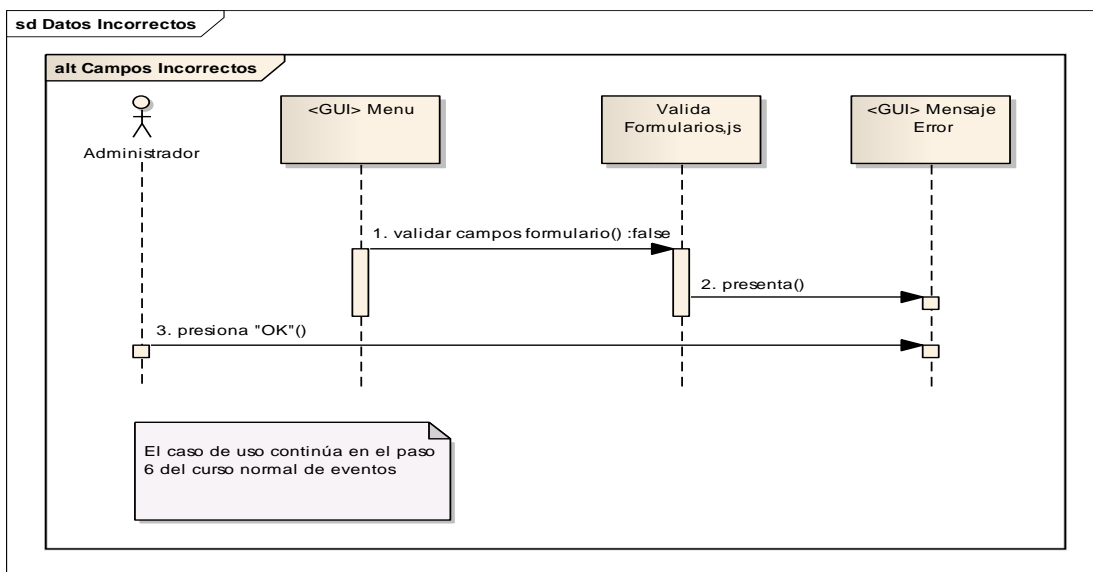 sd Datos Incorrectos
alt Campos Incorrectos
Administrador
<GUI> Menu
Valida
Formularios,js
<GUI> Mensaje
Error
1. validar campos formulario() :false
2. presenta()
3. presiona "OK"()
El caso de uso continúa en el paso
6 del curso normal de eventos